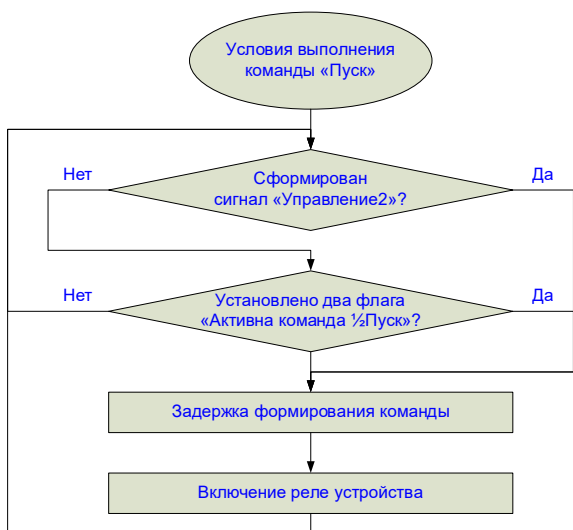 Условия выполнения
команды «Пуск»
Нет
Да
Сформирован
сигнал «Управление2»?
Нет
Да
Установлено два флага
«Активна команда ½Пуск»?
Задержка формирования команды
Включение реле устройства